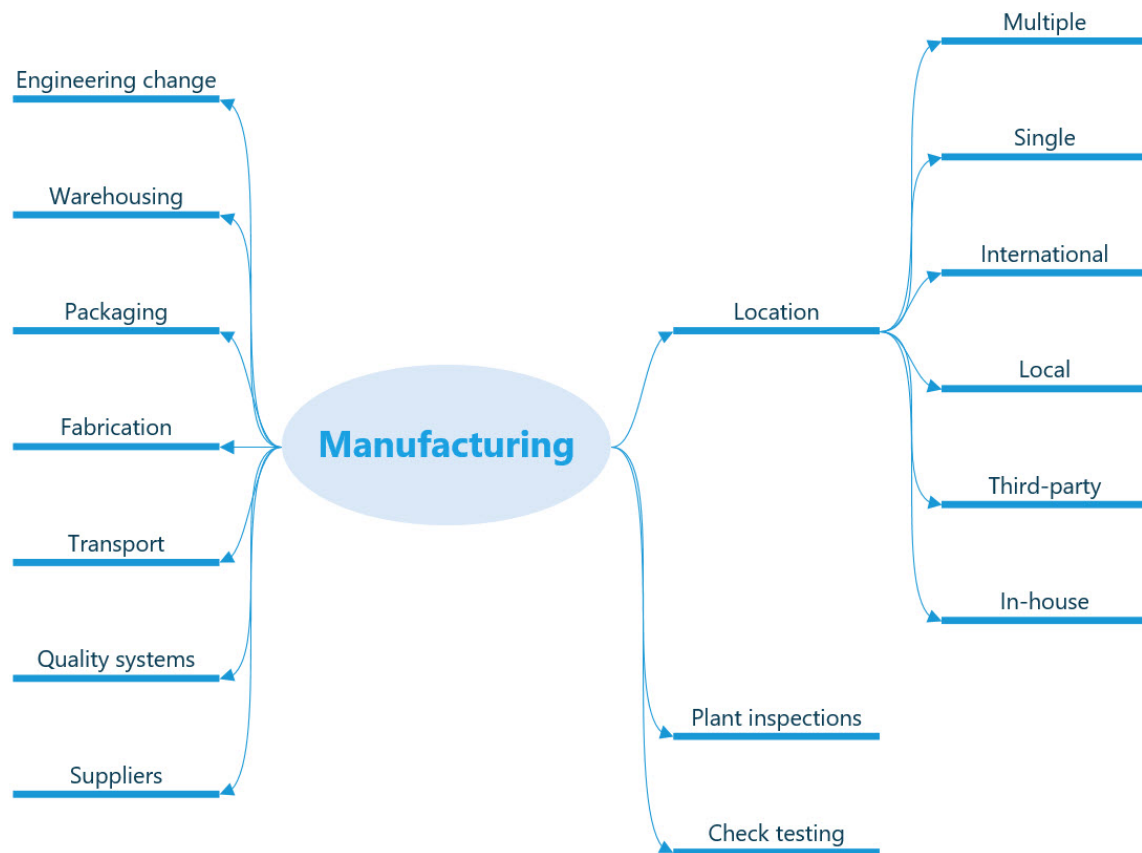 Engineering change
Warehousing
Packaging
Fabrication
Transport
Quality systems
Suppliers
Manufacturing
Location
Plant inspections
Check testing
Multiple
Single
International
Local
Third-party
In-house